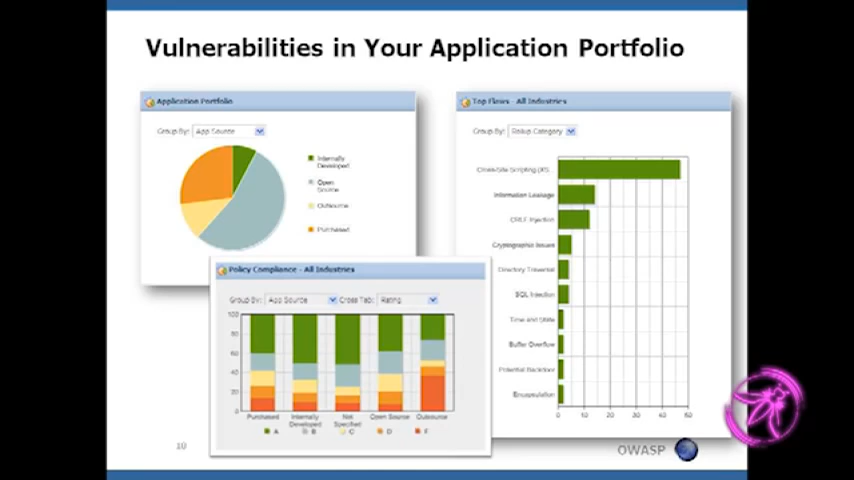 Vulnerabilities in Your Application Portfolio
Application Portfolio
Group By: App Source
Internally
Developed
Open
Source
Outsource
Purchased
Top Flaws - All Industries
Group By: Rollup Category
Cross-Site Scripting (XS
Information Leakage
CRLF Injection
Cryptographic Issues
Directory Traversal
SQL Injection
Time and State
Buffer Overflow
Potential Backdoor
Encapsulation
0 10 20 30 40 50
Policy Compliance - All Industries
Group By: App Source Cross Tab: Rating
100
80
60
40
20
0
Purchased Internally Developed Not Specified Open Source Outsource
A B C D F
10
OWASP